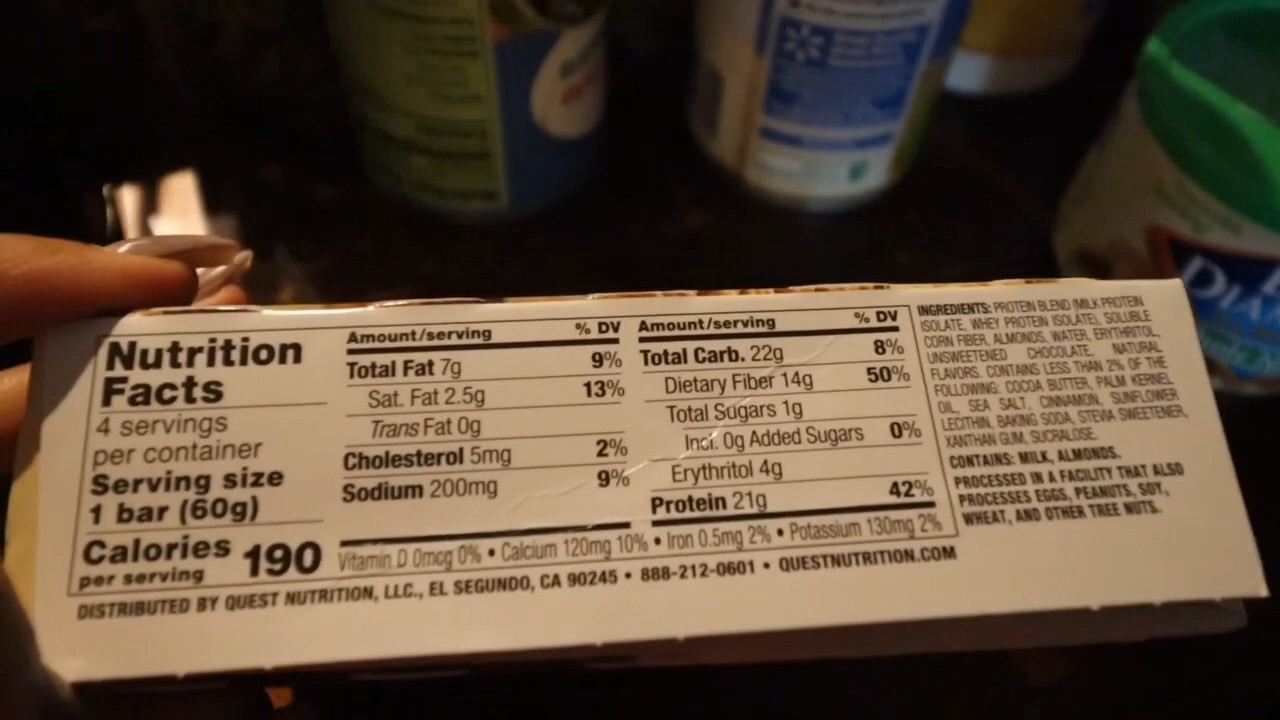 Nutrition
Facts
4 servings
per container
Serving size
1 bar (60g)
Calories 190
per serving
Amount/serving % DV
Total Fat 7g 9%
Sat. Fat 2.5g 13%
Trans Fat 0g
Cholesterol 5mg 2%
Sodium 200mg 9%
Amount/serving % DV
Total Carb. 22g 8%
Dietary Fiber 14g 50%
Total Sugars 1g
Incl. 0g Added Sugars 0%
Erythritol 4g
Protein 21g 42%
Vitamin D 0mcg 0% • Calcium 120mg 10% • Iron 0.5mg 2% • Potassium 130mg 2%
DISTRIBUTED BY QUEST NUTRITION, LLC., EL SEGUNDO, CA 90245 • 888-212-0601 • QUESTNUTRITION.COM
INGREDIENTS: PROTEIN BLEND (MILK PROTEIN
ISOLATE, WHEY PROTEIN ISOLATE), SOLUBLE
CORN FIBER, ALMONDS, WATER, ERYTHRITOL,
UNSWEETENED CHOCOLATE, NATURAL
FLAVORS. CONTAINS LESS THAN 2% OF THE
FOLLOWING: COCOA BUTTER, PALM KERNEL
OIL, SEA SALT, CINNAMON, SUNFLOWER
LECITHIN, BAKING SODA, STEVIA SWEETENER,
XANTHAN GUM, SUCRALOSE.
CONTAINS: MILK, ALMONDS.
PROCESSED IN A FACILITY THAT ALSO
PROCESSES EGGS, PEANUTS, SOY,
WHEAT, AND OTHER TREE NUTS.